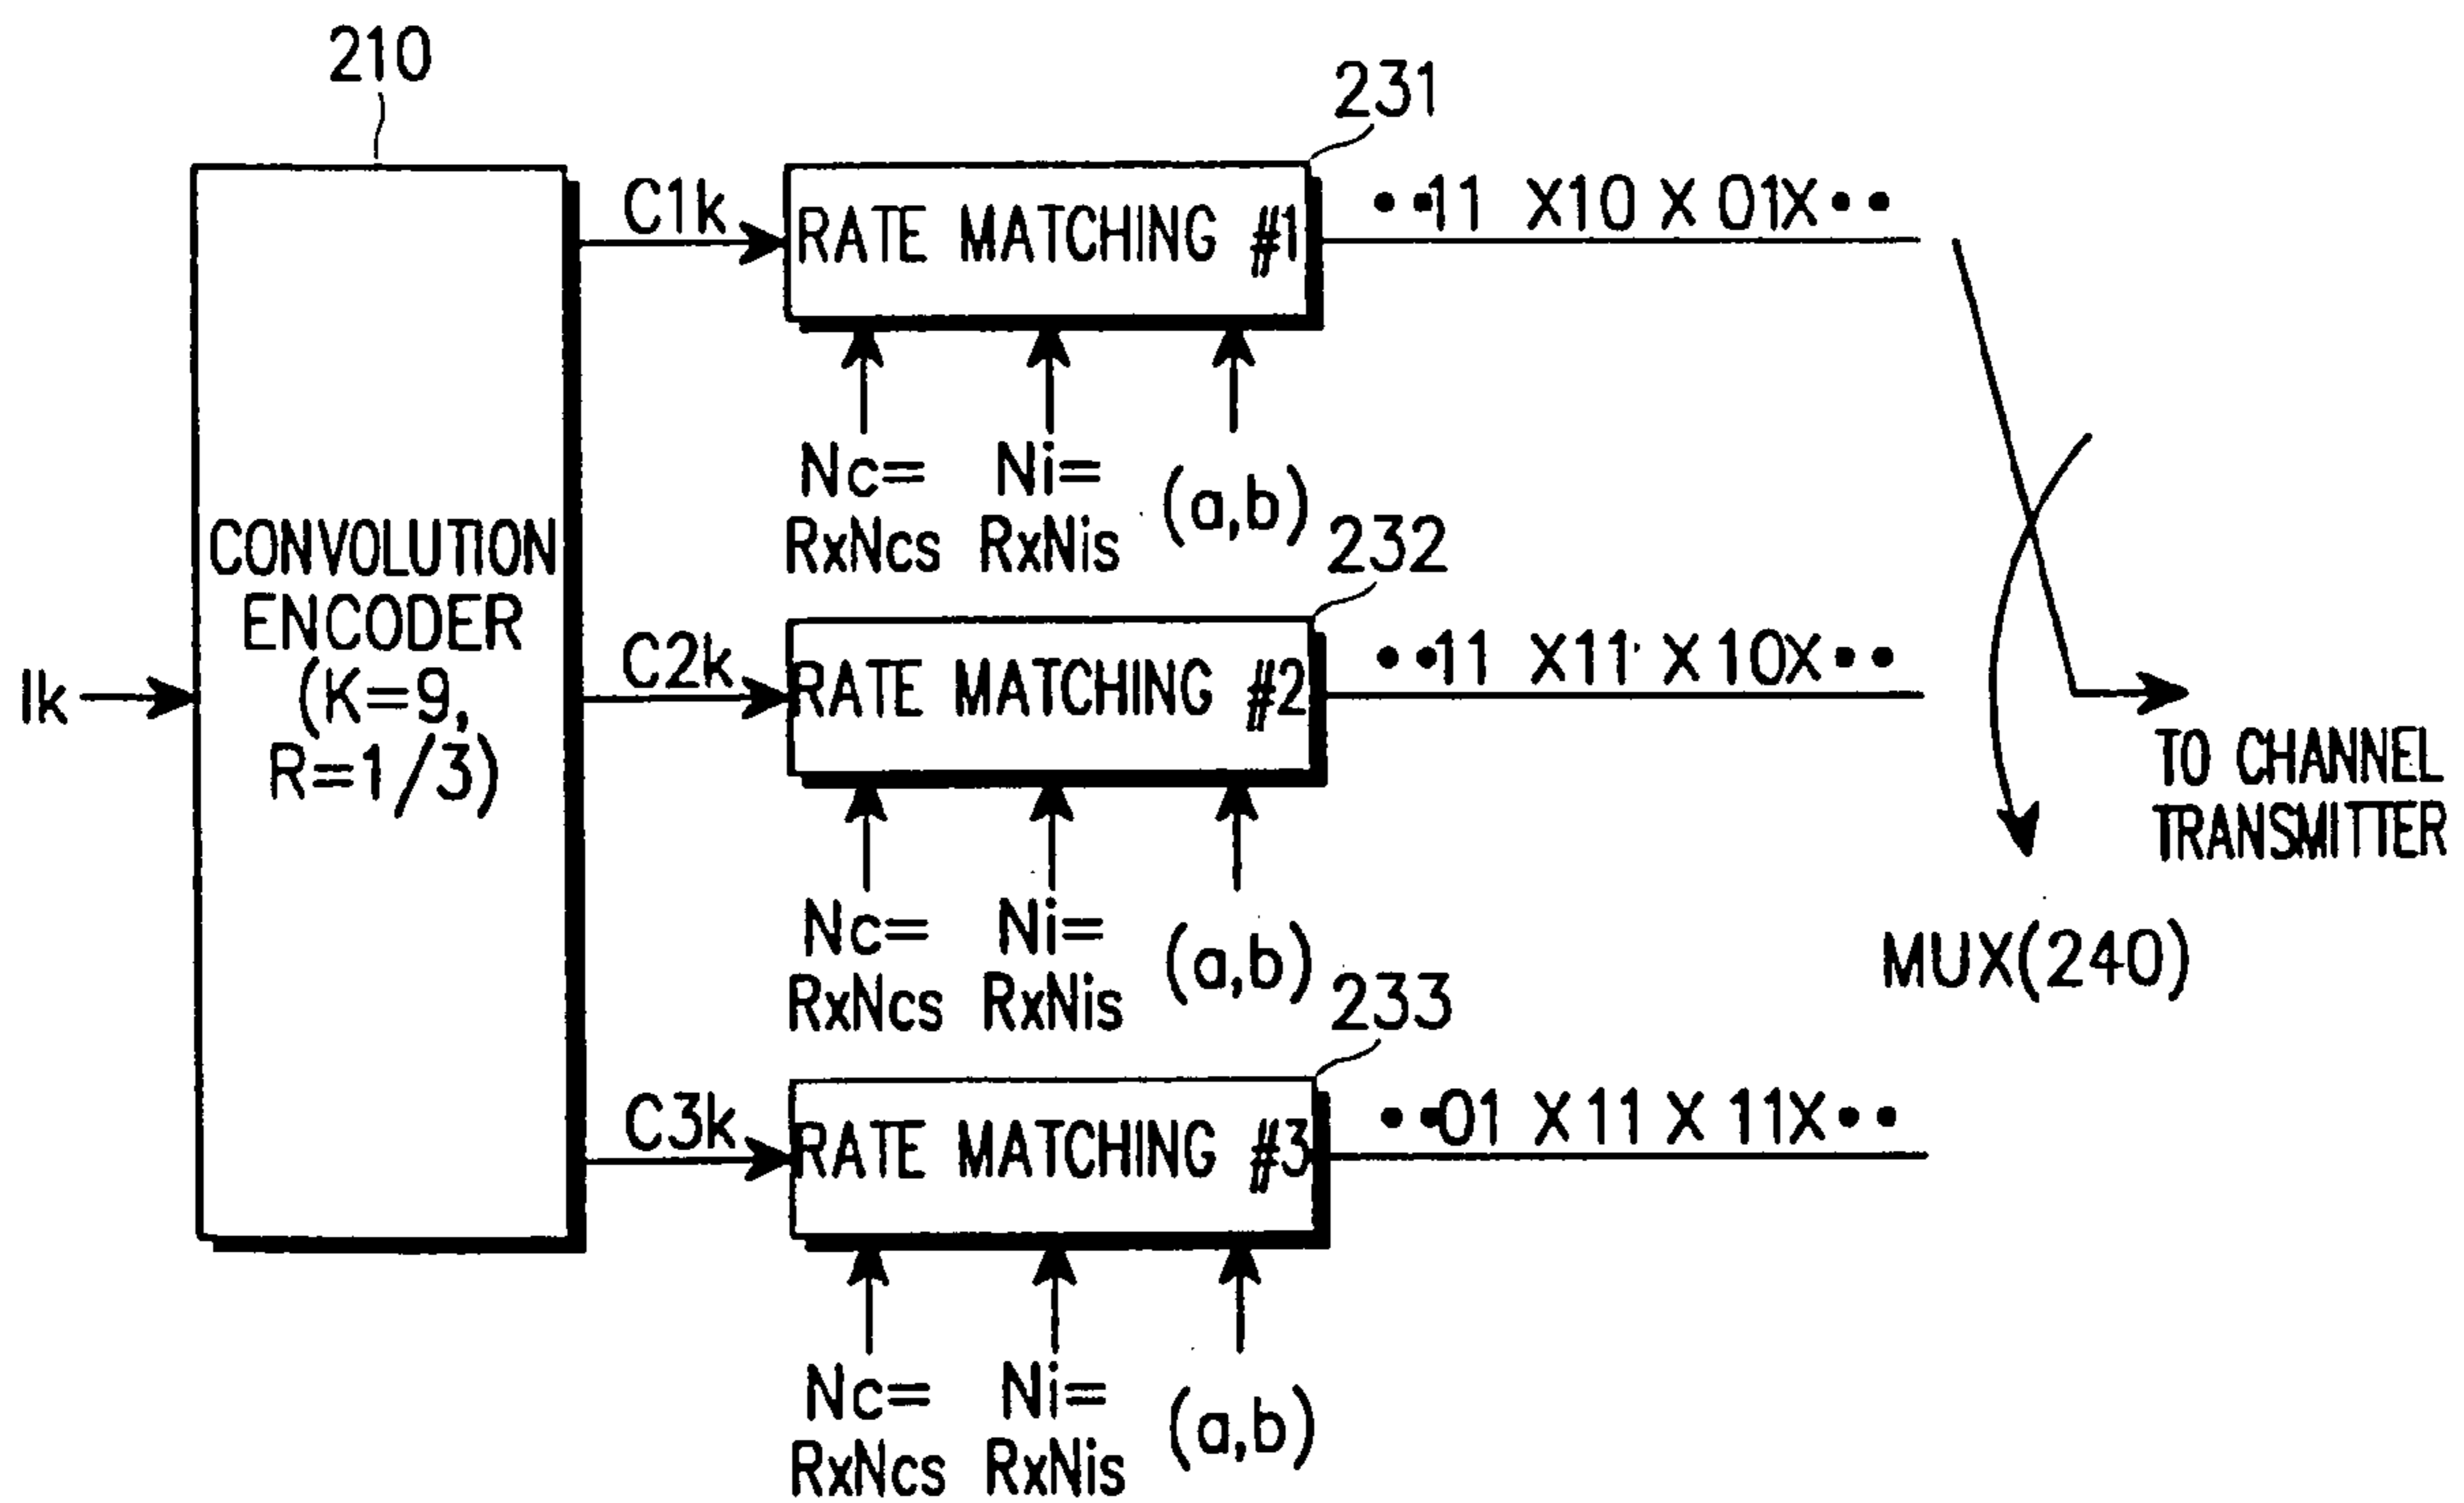 210
231
C1k
RATE MATCHING #1
••11 X10 X 01X••
Nc=
RxNcs
Ni=
RxNis
(a,b)
CONVOLUTION
ENCODER
(K=9,
R=1/3)
Ik
232
C2k
RATE MATCHING #2
••11 X11 X 10X••
TO CHANNEL
TRANSMITTER
Nc=
RxNcs
Ni=
RxNis
(a,b)
MUX(240)
233
C3k
RATE MATCHING #3
••01 X11 X 11X••
Nc=
RxNcs
Ni=
RxNis
(a,b)